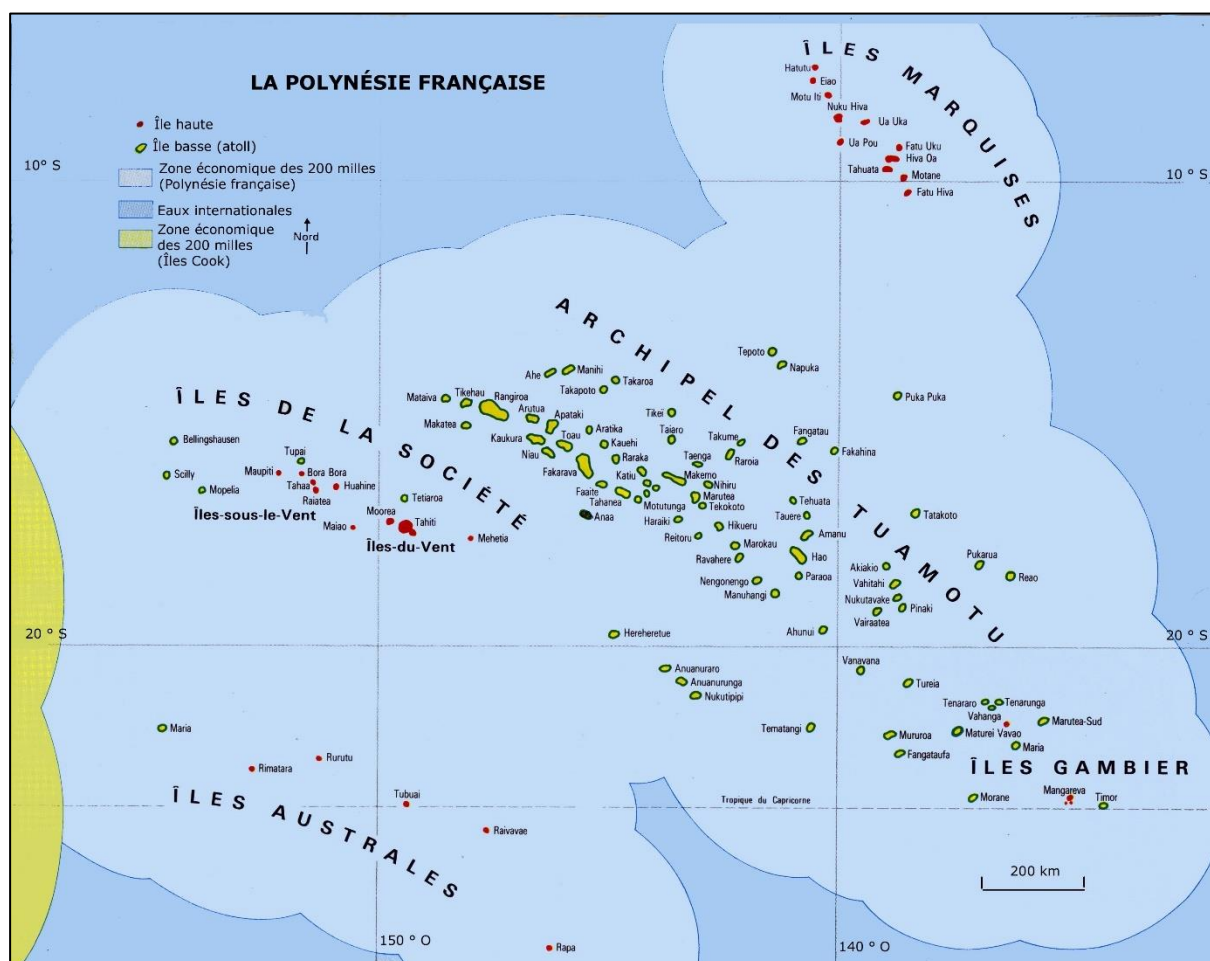 LA POLYNÉSIE FRANÇAISE
Île haute
Île basse (atoll)
Zone économique des 200 milles
(Polynésie française)
Eaux internationales
Zone économique
des 200 milles
(Îles Cook)
Nord
10° S
10° S
ÎLES MARQUISES
Hatutu
Eiao
Motu Iti
Nuku Hiva
Ua Uka
Ua Pou
Fatu Uku
Hiva Oa
Tahuata
Motane
Fatu Hiva
ARCHIPEL DES TUAMOTU
Tepoto
Napuka
Puka Puka
Ahe
Manihi
Takaroa
Takapoto
Mataiva
Tikehau
Rangiroa
Makatea
Arutua
Apataki
Kaukura
Toau
Niau
Aratika
Kauehi
Raraka
Fakarava
Tikeï
Taiaro
Takume
Raroia
Taenga
Fangatau
Fakahina
Katiu
Makemo
Nihiru
Faaite
Tahanea
Motutunga
Marutea
Tekokoto
Anaa
Haraiki
Reitoru
Hikueru
Marokau
Ravahere
Tehuata
Tauere
Amanu
Hao
Tatakoto
Nengonengo
Manuhangi
Paraoa
Akiakio
Vahitahi
Nukutavake
Pinaki
Vairaatea
Pukarua
Reao
Ahunui
Hereheretue
ÎLES DE LA SOCIÉTÉ
Bellingshausen
Scilly
Mopelia
Tupai
Maupiti
Bora Bora
Tahaa
Huahine
Raiatea
Îles-sous-le-Vent
Tetiaroa
Moorea
Tahiti
Maiao
Îles-du-Vent
Mehetia
20 ° S
20 ° S
Anuanuraro
Anuanurunga
Nukutipipi
Vanavana
Tureia
Tematangi
Tenararo
Tenarunga
Vahanga
Marutea-Sud
Mururoa
Maturei Vavao
Maria
Fangataufa
ÎLES GAMBIER
Morane
Mangareva
Timor
Maria
Rimatara
Rurutu
Tubuai
Raivavae
Rapa
ÎLES AUSTRALES
Tropique du Capricorne
200 km
150 ° O
140 ° O